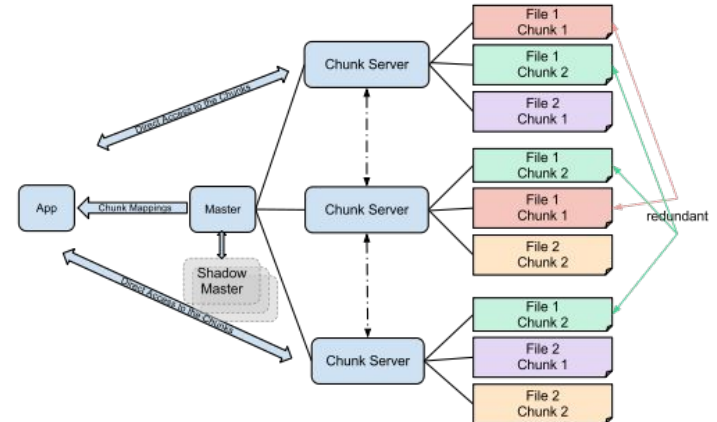 File 1
Chunk 1
Chunk Server
File 1
Chunk 2
Direct Access to the Chunks
File 2
Chunk 1
File 1
Chunk 2
App
Chunk Mappings
Master
Chunk Server
File 1
Chunk 1
redundant
File 2
Chunk 2
Shadow
Master
Direct Access to the Chunks
File 1
Chunk 2
Chunk Server
File 2
Chunk 1
File 2
Chunk 2